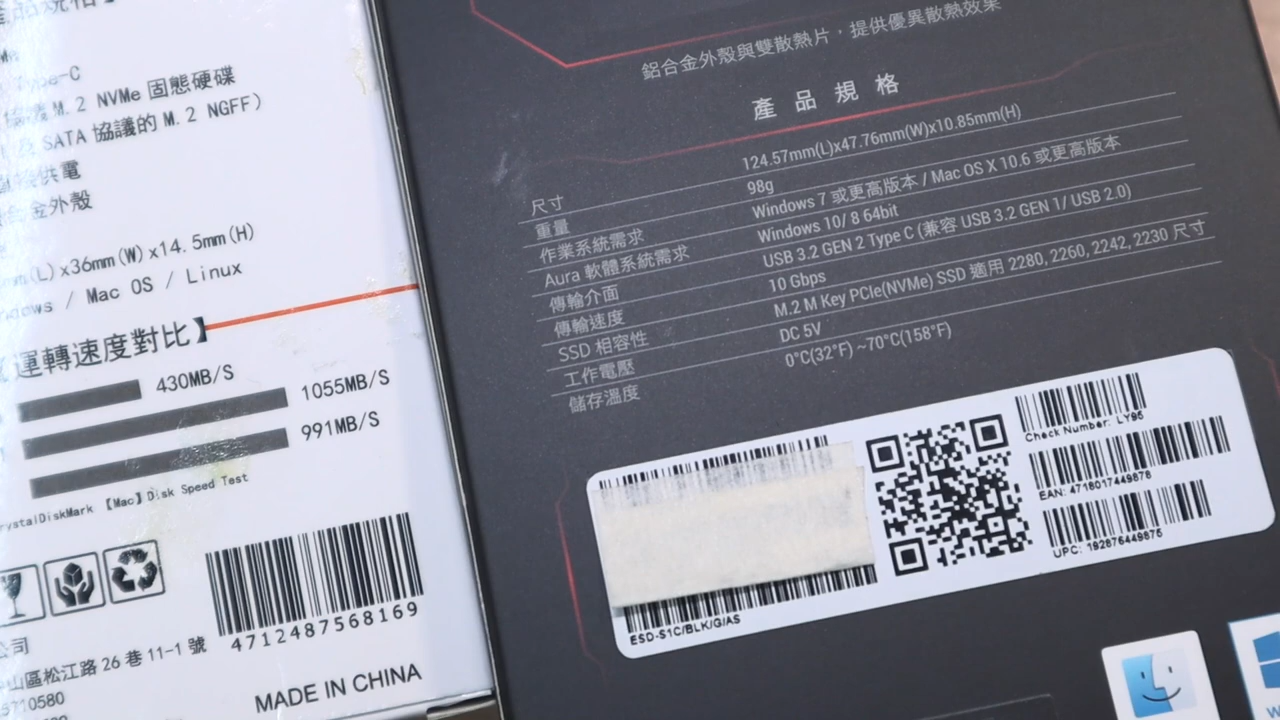 Type-C
M.2 NVMe 固態硬碟
SATA 協議的 M.2 NGFF)
供電
合金外殼
x36mm(W)x14.5mm(H)
/ Mac OS / Linux
運轉速度對比】
430MB/S
1055MB/S
991MB/S
【Mac】Disk Speed Test
4712487568169
公司
山區松江路 26 巷 11-1 號
5710580
MADE IN CHINA
鋁合金外殼與雙散熱片，提供優異散熱效果
產品規格
尺寸 124.57mm(L)x47.76mm(W)x10.85mm(H)
重量 98g
作業系統需求 Windows 7 或更高版本 / Mac OS X 10.6 或更高版本
Aura 軟體系統需求 Windows 10/ 8 64bit
傳輸介面 USB 3.2 GEN 2 Type C (兼容 USB 3.2 GEN 1/ USB 2.0)
傳輸速度 10 Gbps
SSD 相容性 M.2 M Key PCIe(NVMe) SSD 適用 2280, 2260, 2242, 2230 尺寸
工作電壓 DC 5V
儲存溫度 0°C(32°F) ~70°C(158°F)
ESD-S1C/BLK/G/AS
Check Number: LY95
EAN: 4718017449878
UPC: 192876449875